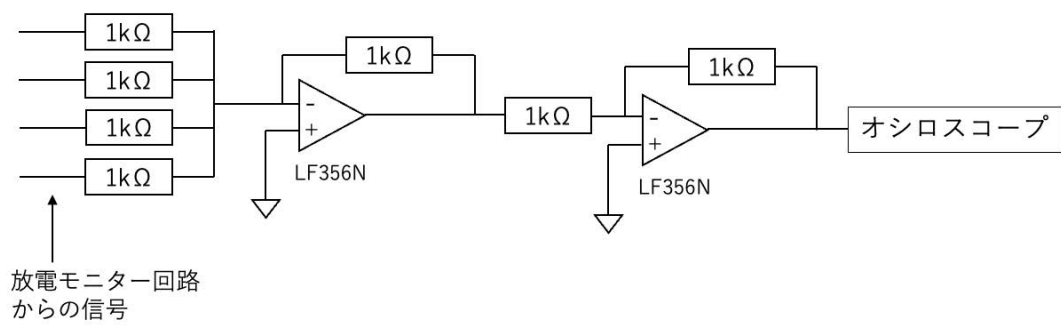 1kΩ
1kΩ
1kΩ
1kΩ
1kΩ
-
+
LF356N
1kΩ
1kΩ
-
+
LF356N
オシロスコープ
放電モニター回路
からの信号